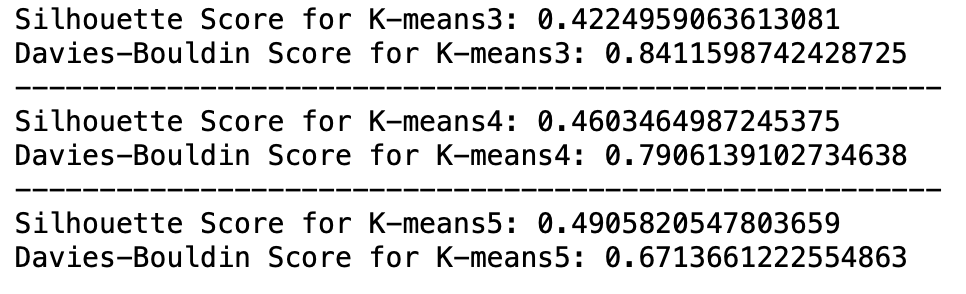 Silhouette Score for K-means3: 0.4224959063613081
Davies-Bouldin Score for K-means3: 0.8411598742428725
-------------------------------------------------------
Silhouette Score for K-means4: 0.4603464987245375
Davies-Bouldin Score for K-means4: 0.7906139102734638
-------------------------------------------------------
Silhouette Score for K-means5: 0.4905820547803659
Davies-Bouldin Score for K-means5: 0.6713661222554863